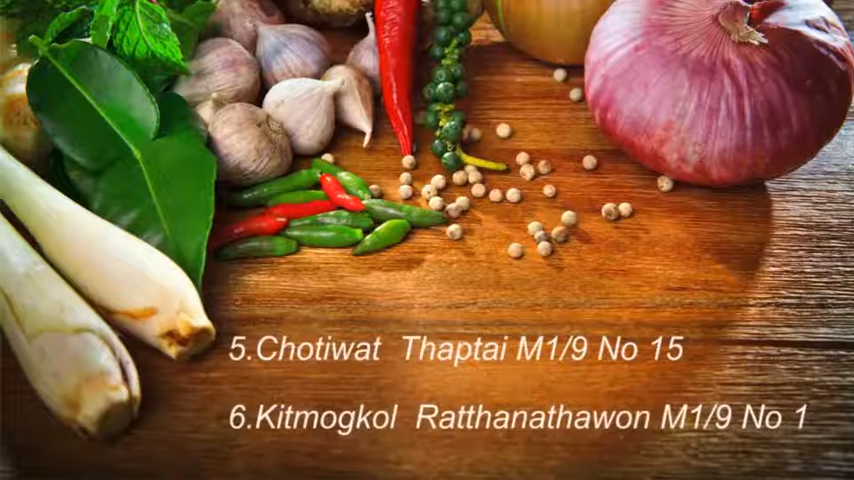 5.Chotiwat Thaptai M1/9 No 15
6.Kitmogkol Ratthanathawon M1/9 No 1